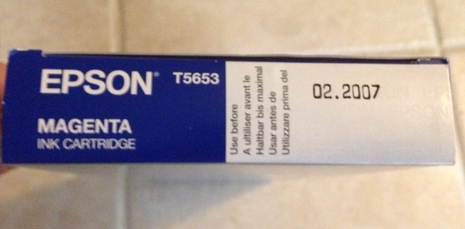 EPSON® T5653
MAGENTA
INK CARTRIDGE
Use before
A ultiliser avant le
Haltbar bis maximal
Usar antes de
Utilizzare prima del
02.2007